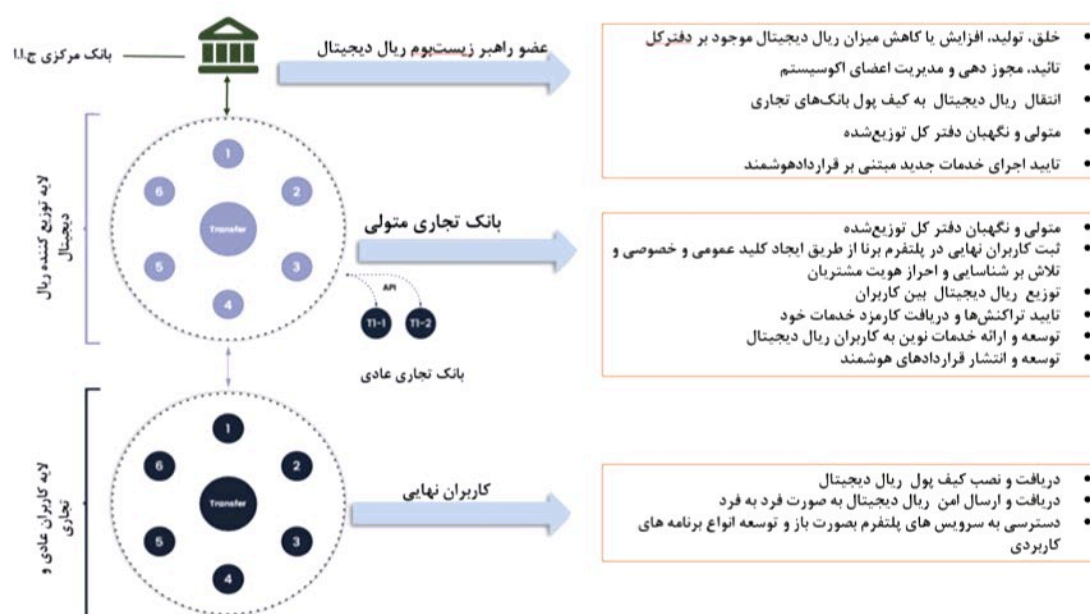 بانک مرکزی ج.ا.ا
عضو راهبر زیست‌بوم ریال دیجیتال
خلق، تولید، افزایش یا کاهش میزان ریال دیجیتال موجود بر دفترکل
تائید، مجوز دهی و مدیریت اعضای اکوسیستم
انتقال ریال دیجیتال به کیف پول بانک‌های تجاری
متولی و نگهبان دفتر کل توزیع‌شده
تایید اجرای خدمات جدید مبتنی بر قراردادهوشمند
لایه توزیع کننده ریال
دیجیتال
1
2
3
4
5
6
Transfer
بانک تجاری متولی
API
T1-1
T1-2
بانک تجاری عادی
متولی و نگهبان دفتر کل توزیع‌شده
ثبت کاربران نهایی در پلتفرم برنا از طریق ایجاد کلید عمومی و خصوصی و
تلاش بر شناسایی و احراز هویت مشتریان
توزیع ریال دیجیتال بین کاربران
تایید تراکنش‌ها و دریافت کارمزد خدمات خود
توسعه و ارائه خدمات نوین به کاربران ریال دیجیتال
توسعه و انتشار قراردادهای هوشمند
لایه کاربران عادی و
تجاری
1
2
3
4
5
6
Transfer
کاربران نهایی
دریافت و نصب کیف پول ریال دیجیتال
دریافت و ارسال امن ریال دیجیتال به صورت فرد به فرد
دسترسی به سرویس های پلتفرم بصورت باز و توسعه انواع برنامه های
کاربردی